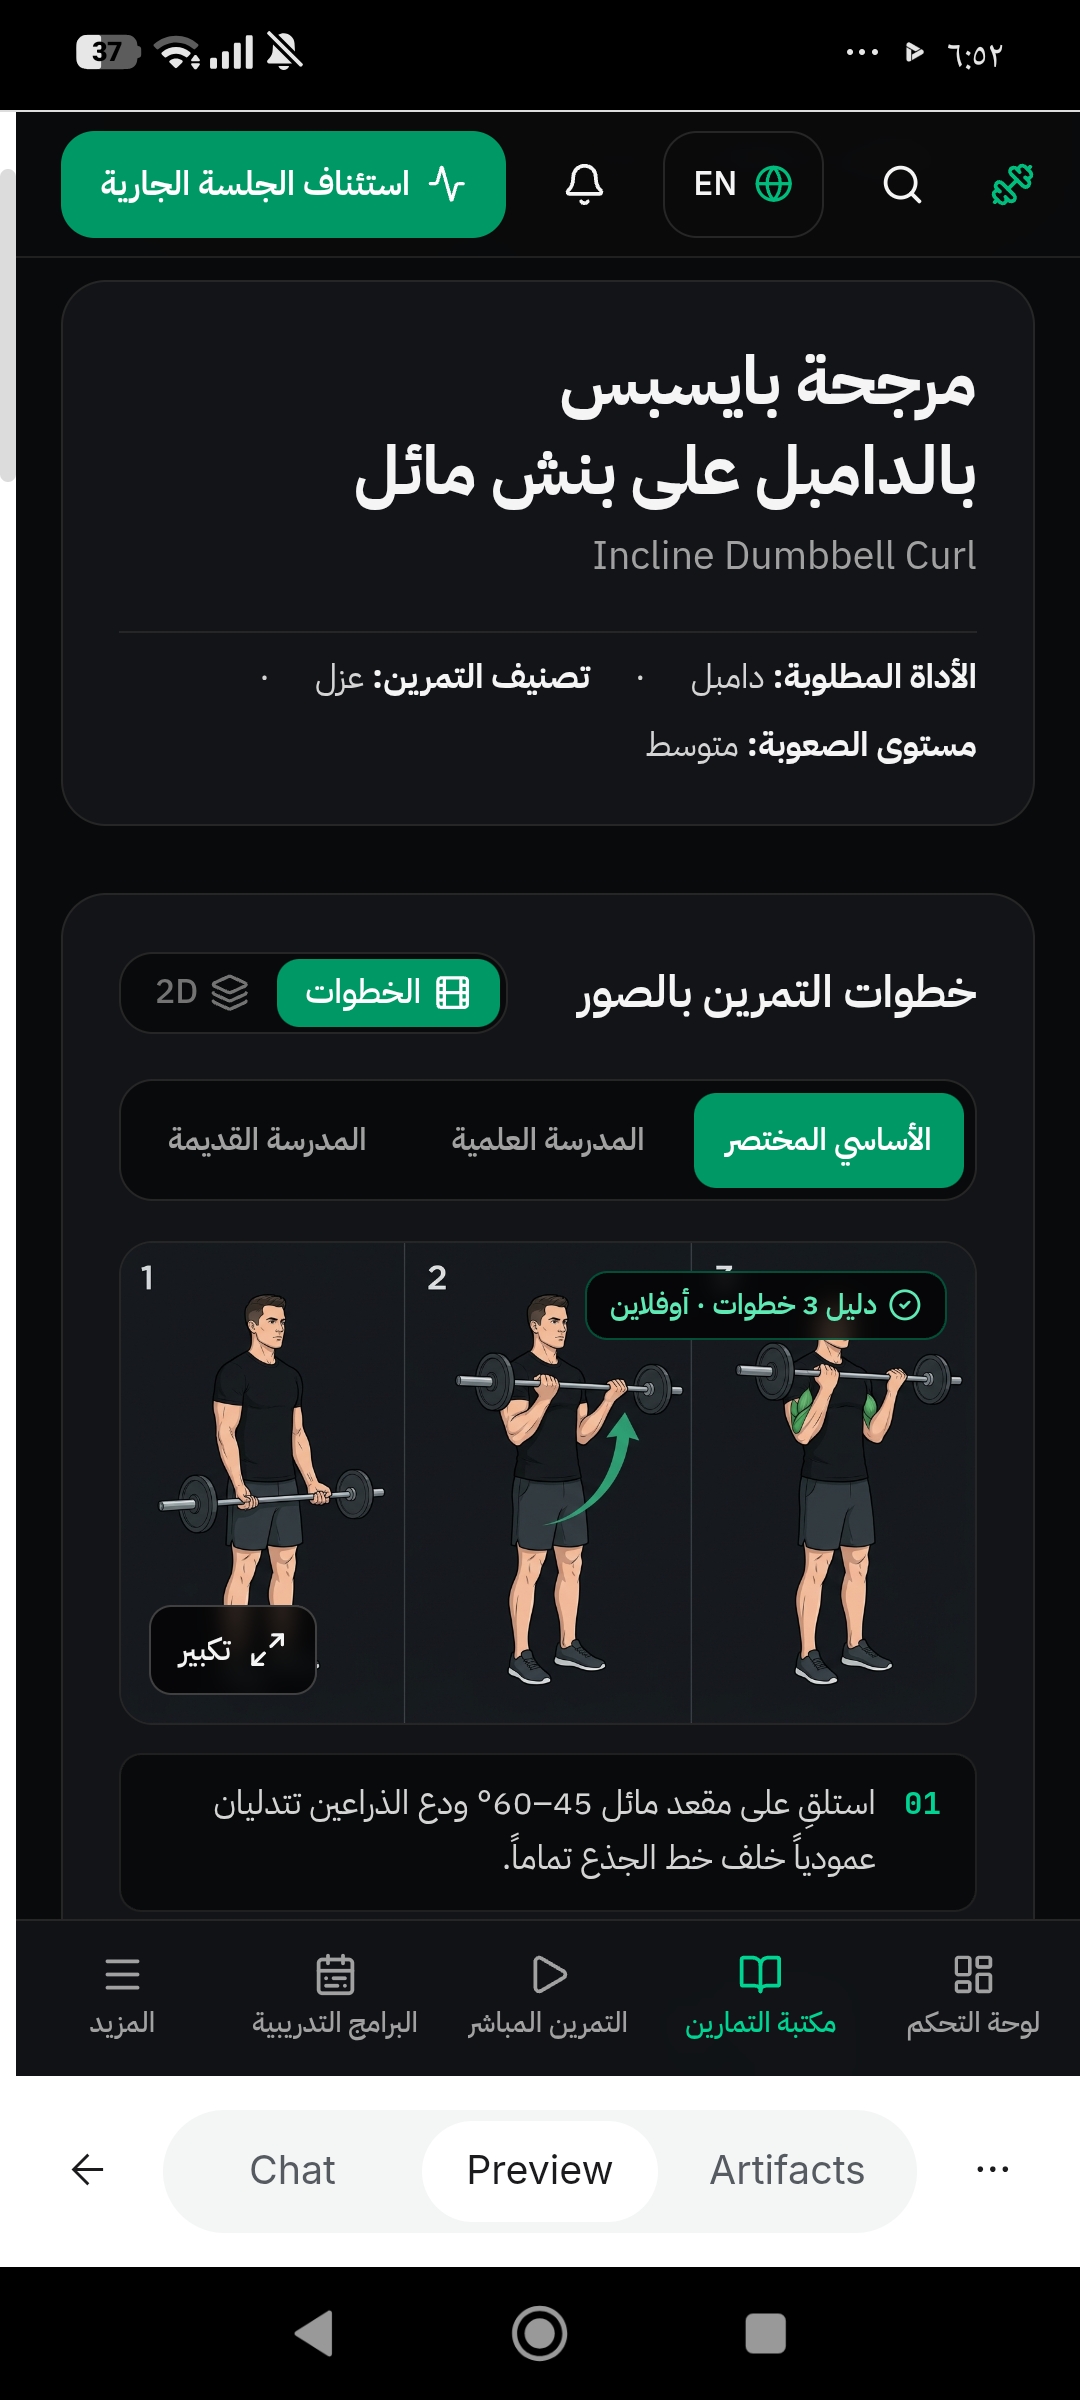 37
٦:٥٢
استئناف الجلسة الجارية
EN
مرجحة بايسبس
بالدامبل على بنش مائل
Incline Dumbbell Curl
الأداة المطلوبة: دامبل · تصنيف التمرين: عزل ·
مستوى الصعوبة: متوسط
خطوات التمرين بالصور
الخطوات
2D
الأساسي المختصر
المدرسة العلمية
المدرسة القديمة
1
2
دليل 3 خطوات · أوفلاين
تكبير
01
استلقِ على مقعد مائل 45–60° ودع الذراعين تتدليان
عمودياً خلف خط الجذع تماماً.
لوحة التحكم
مكتبة التمارين
التمرين المباشر
البرامج التدريبية
المزيد
Chat
Preview
Artifacts